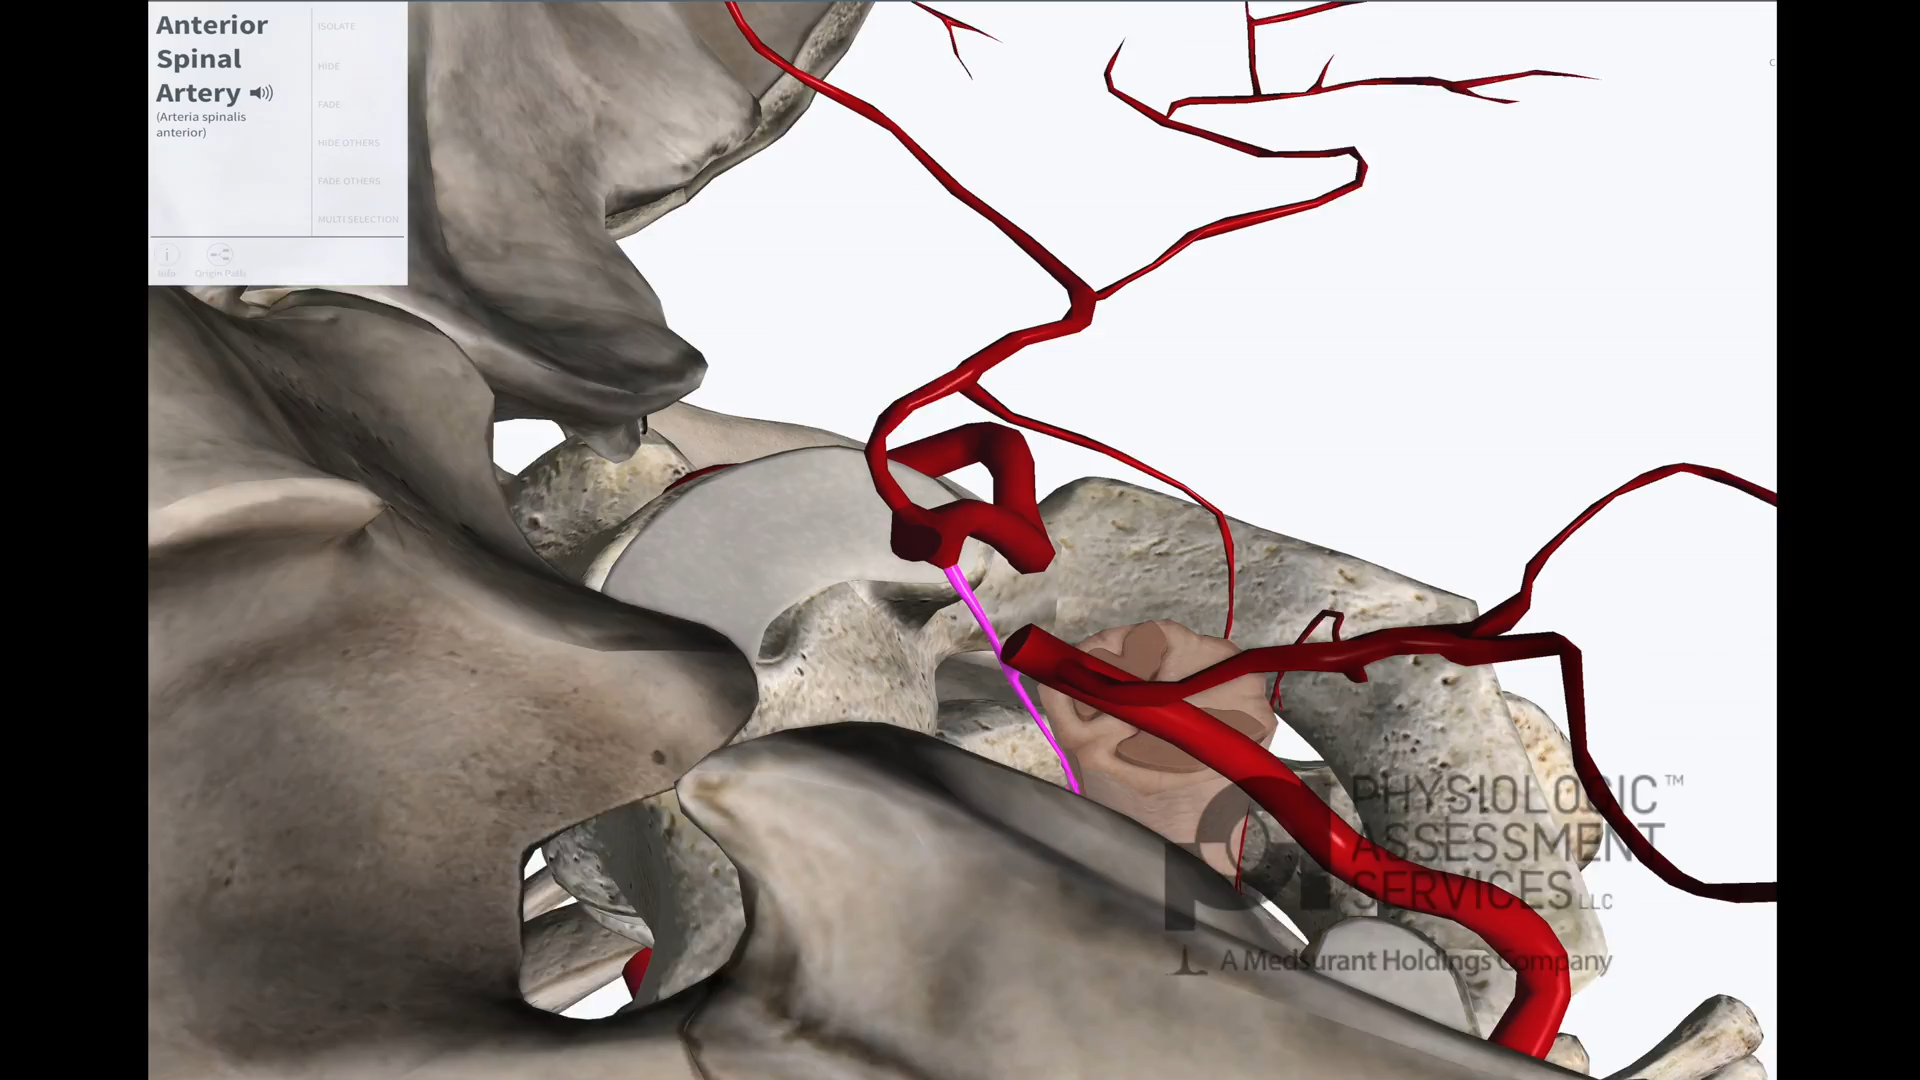 Anterior
Spinal
Artery
(Arteria spinalis
anterior)
ISOLATE
HIDE
FADE
HIDE OTHERS
FADE OTHERS
MULTI SELECTION
i
Info
Origin Path
C
PHYSIOLOGIC™
ASSESSMENT
SERVICES LLC
A Medsurant Holdings Company